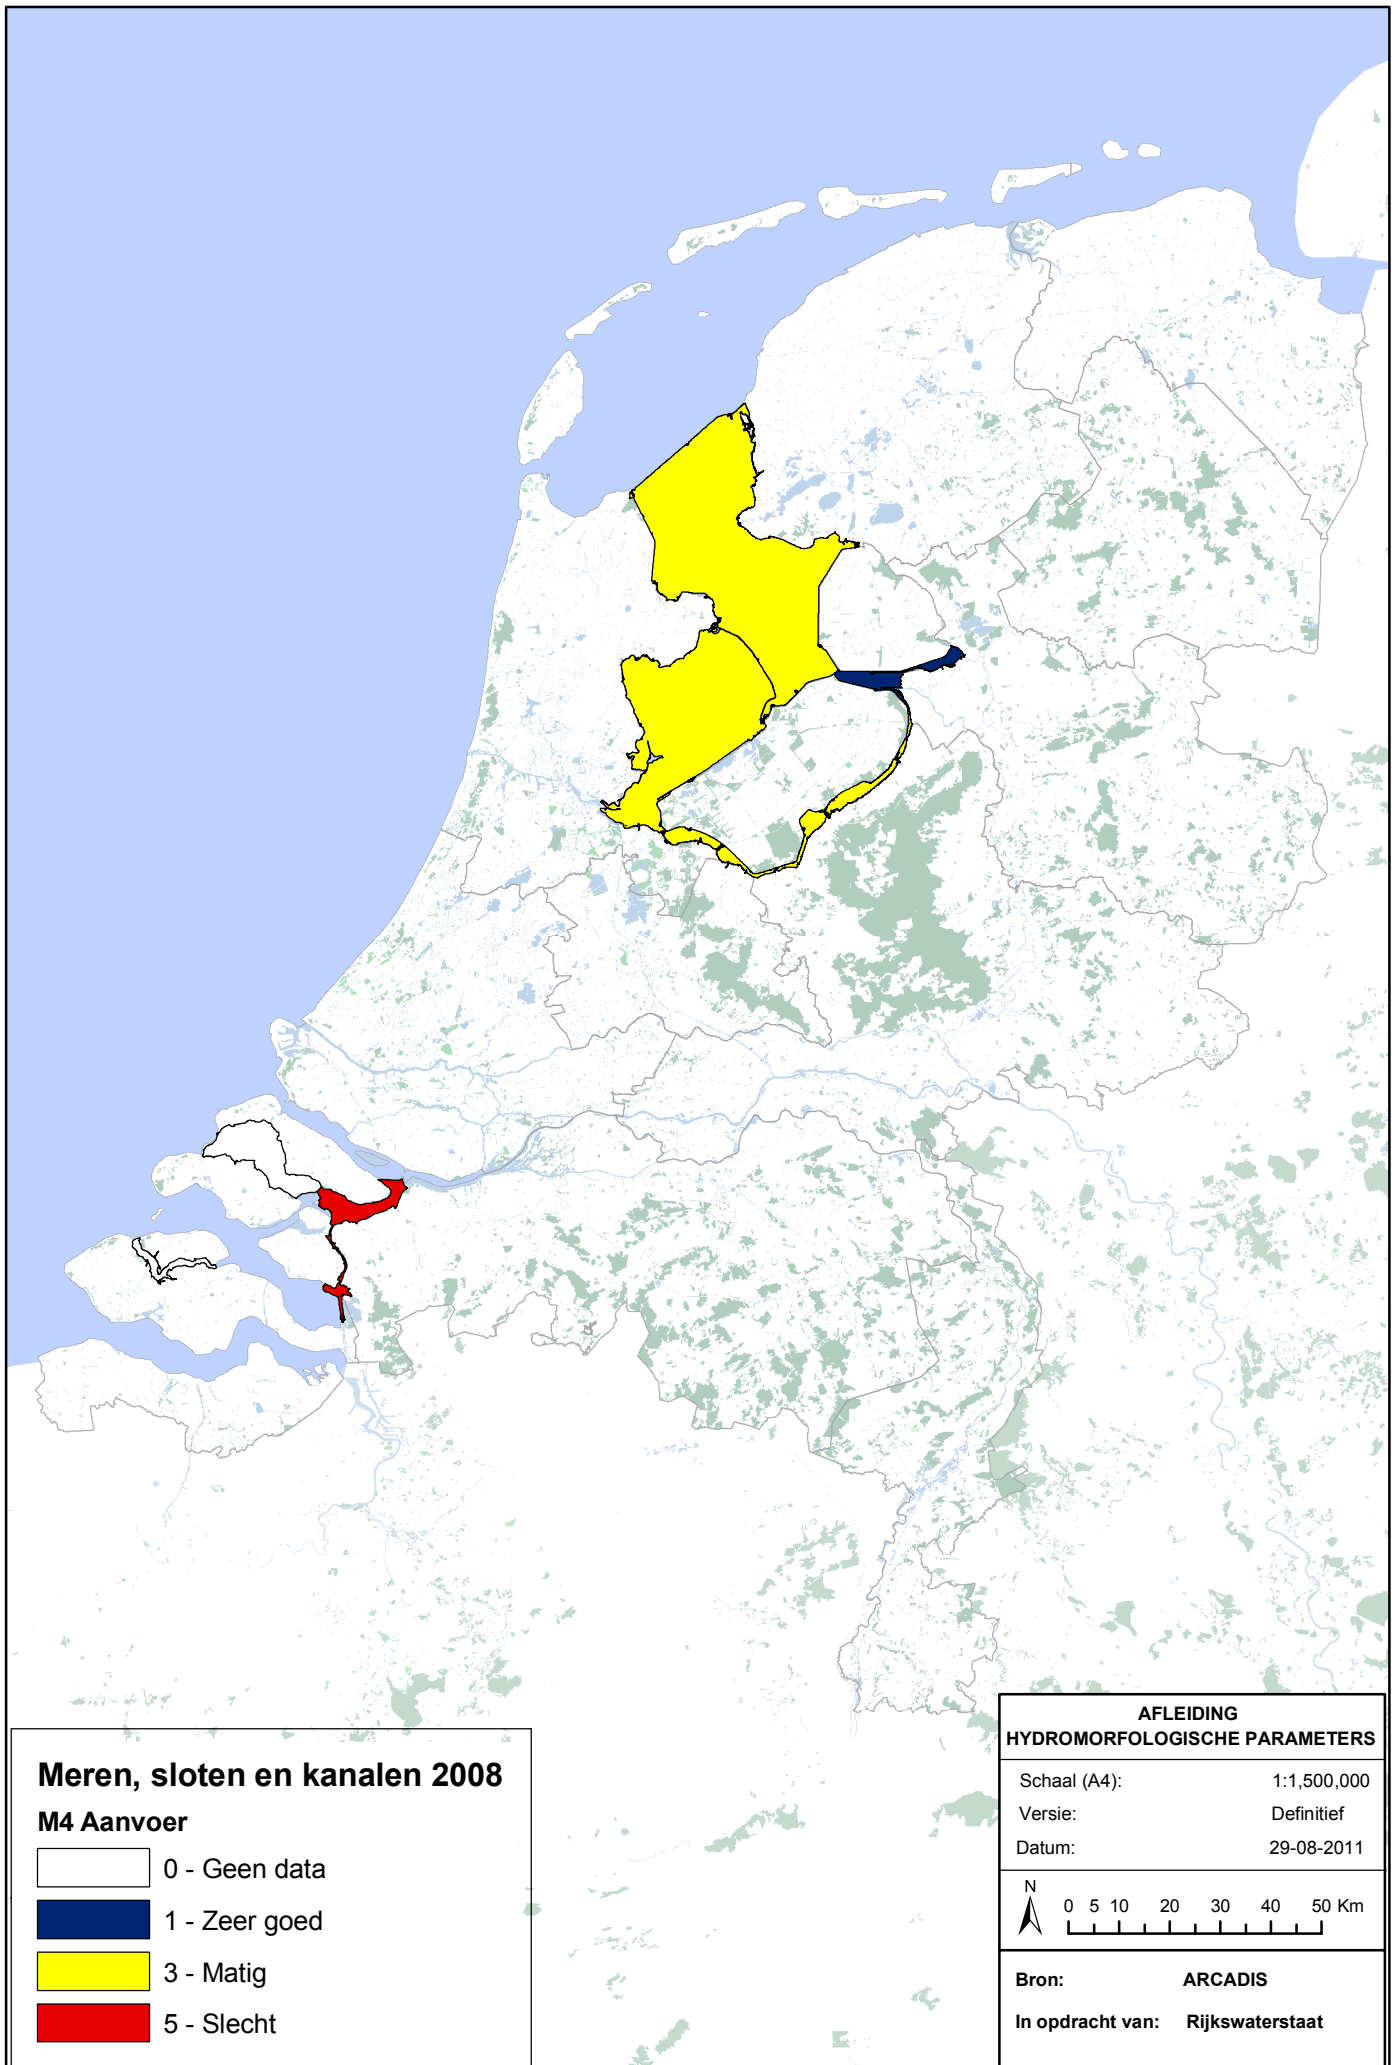 Meren, sloten en kanalen 2008
M4 Aanvoer
0 - Geen data
1 - Zeer goed
3 - Matig
5 - Slecht
AFLEIDING
HYDROMORFOLOGISCHE PARAMETERS
Schaal (A4): 1:1,500,000
Versie: Definitief
Datum: 29-08-2011
N
0 5 10 20 30 40 50 Km
Bron: ARCADIS
In opdracht van: Rijkswaterstaat